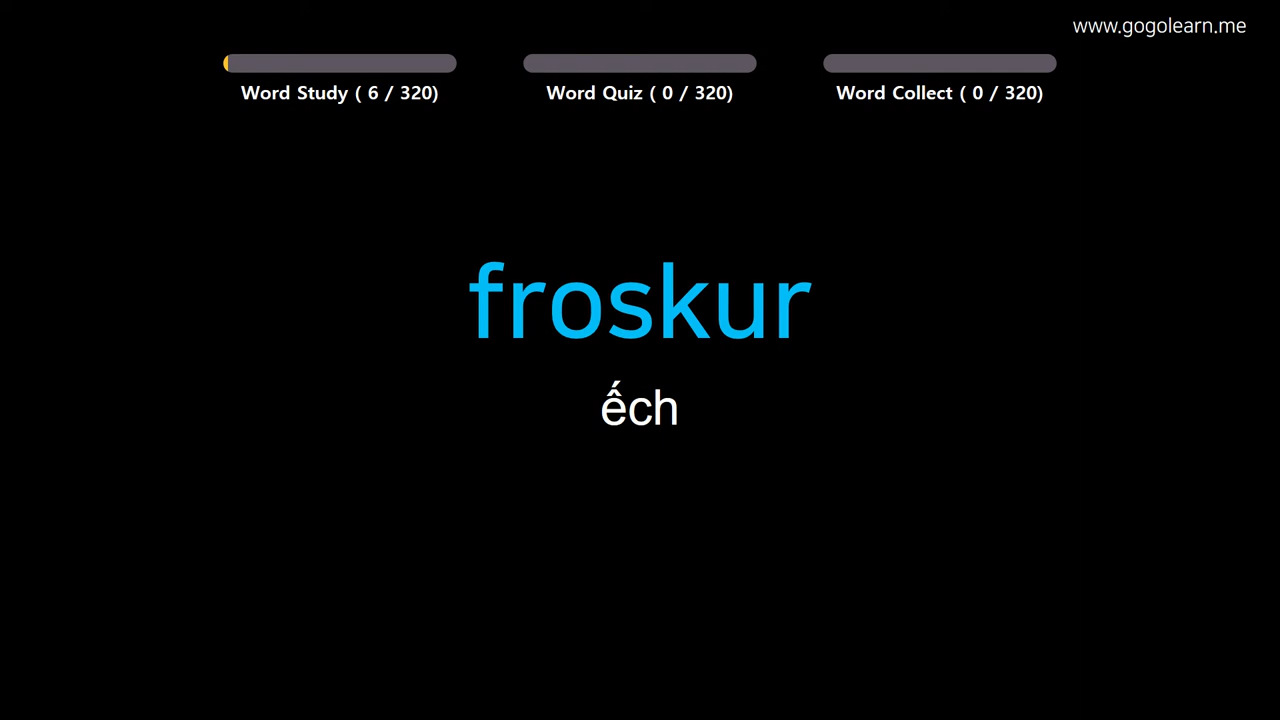 www.gogolearn.me
Word Study ( 6 / 320)
Word Quiz ( 0 / 320)
Word Collect ( 0 / 320)
froskur
ếch